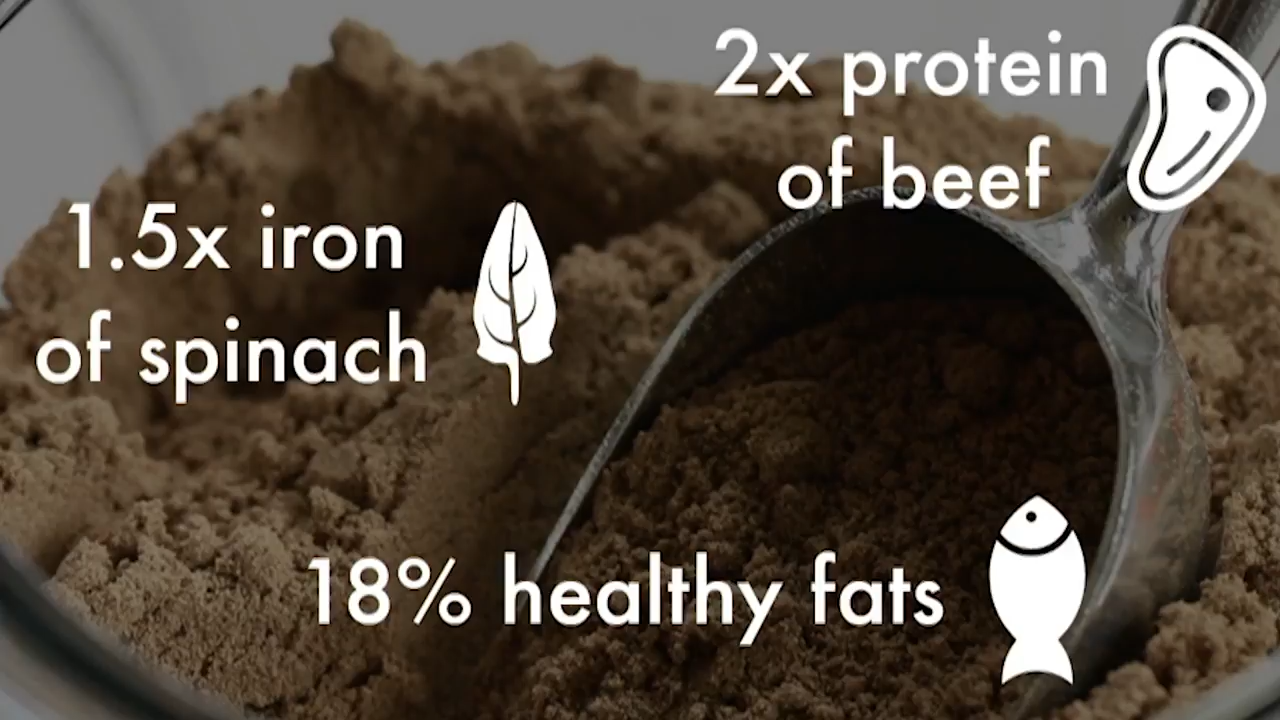 2x protein
of beef
1.5x iron
of spinach
18% healthy fats